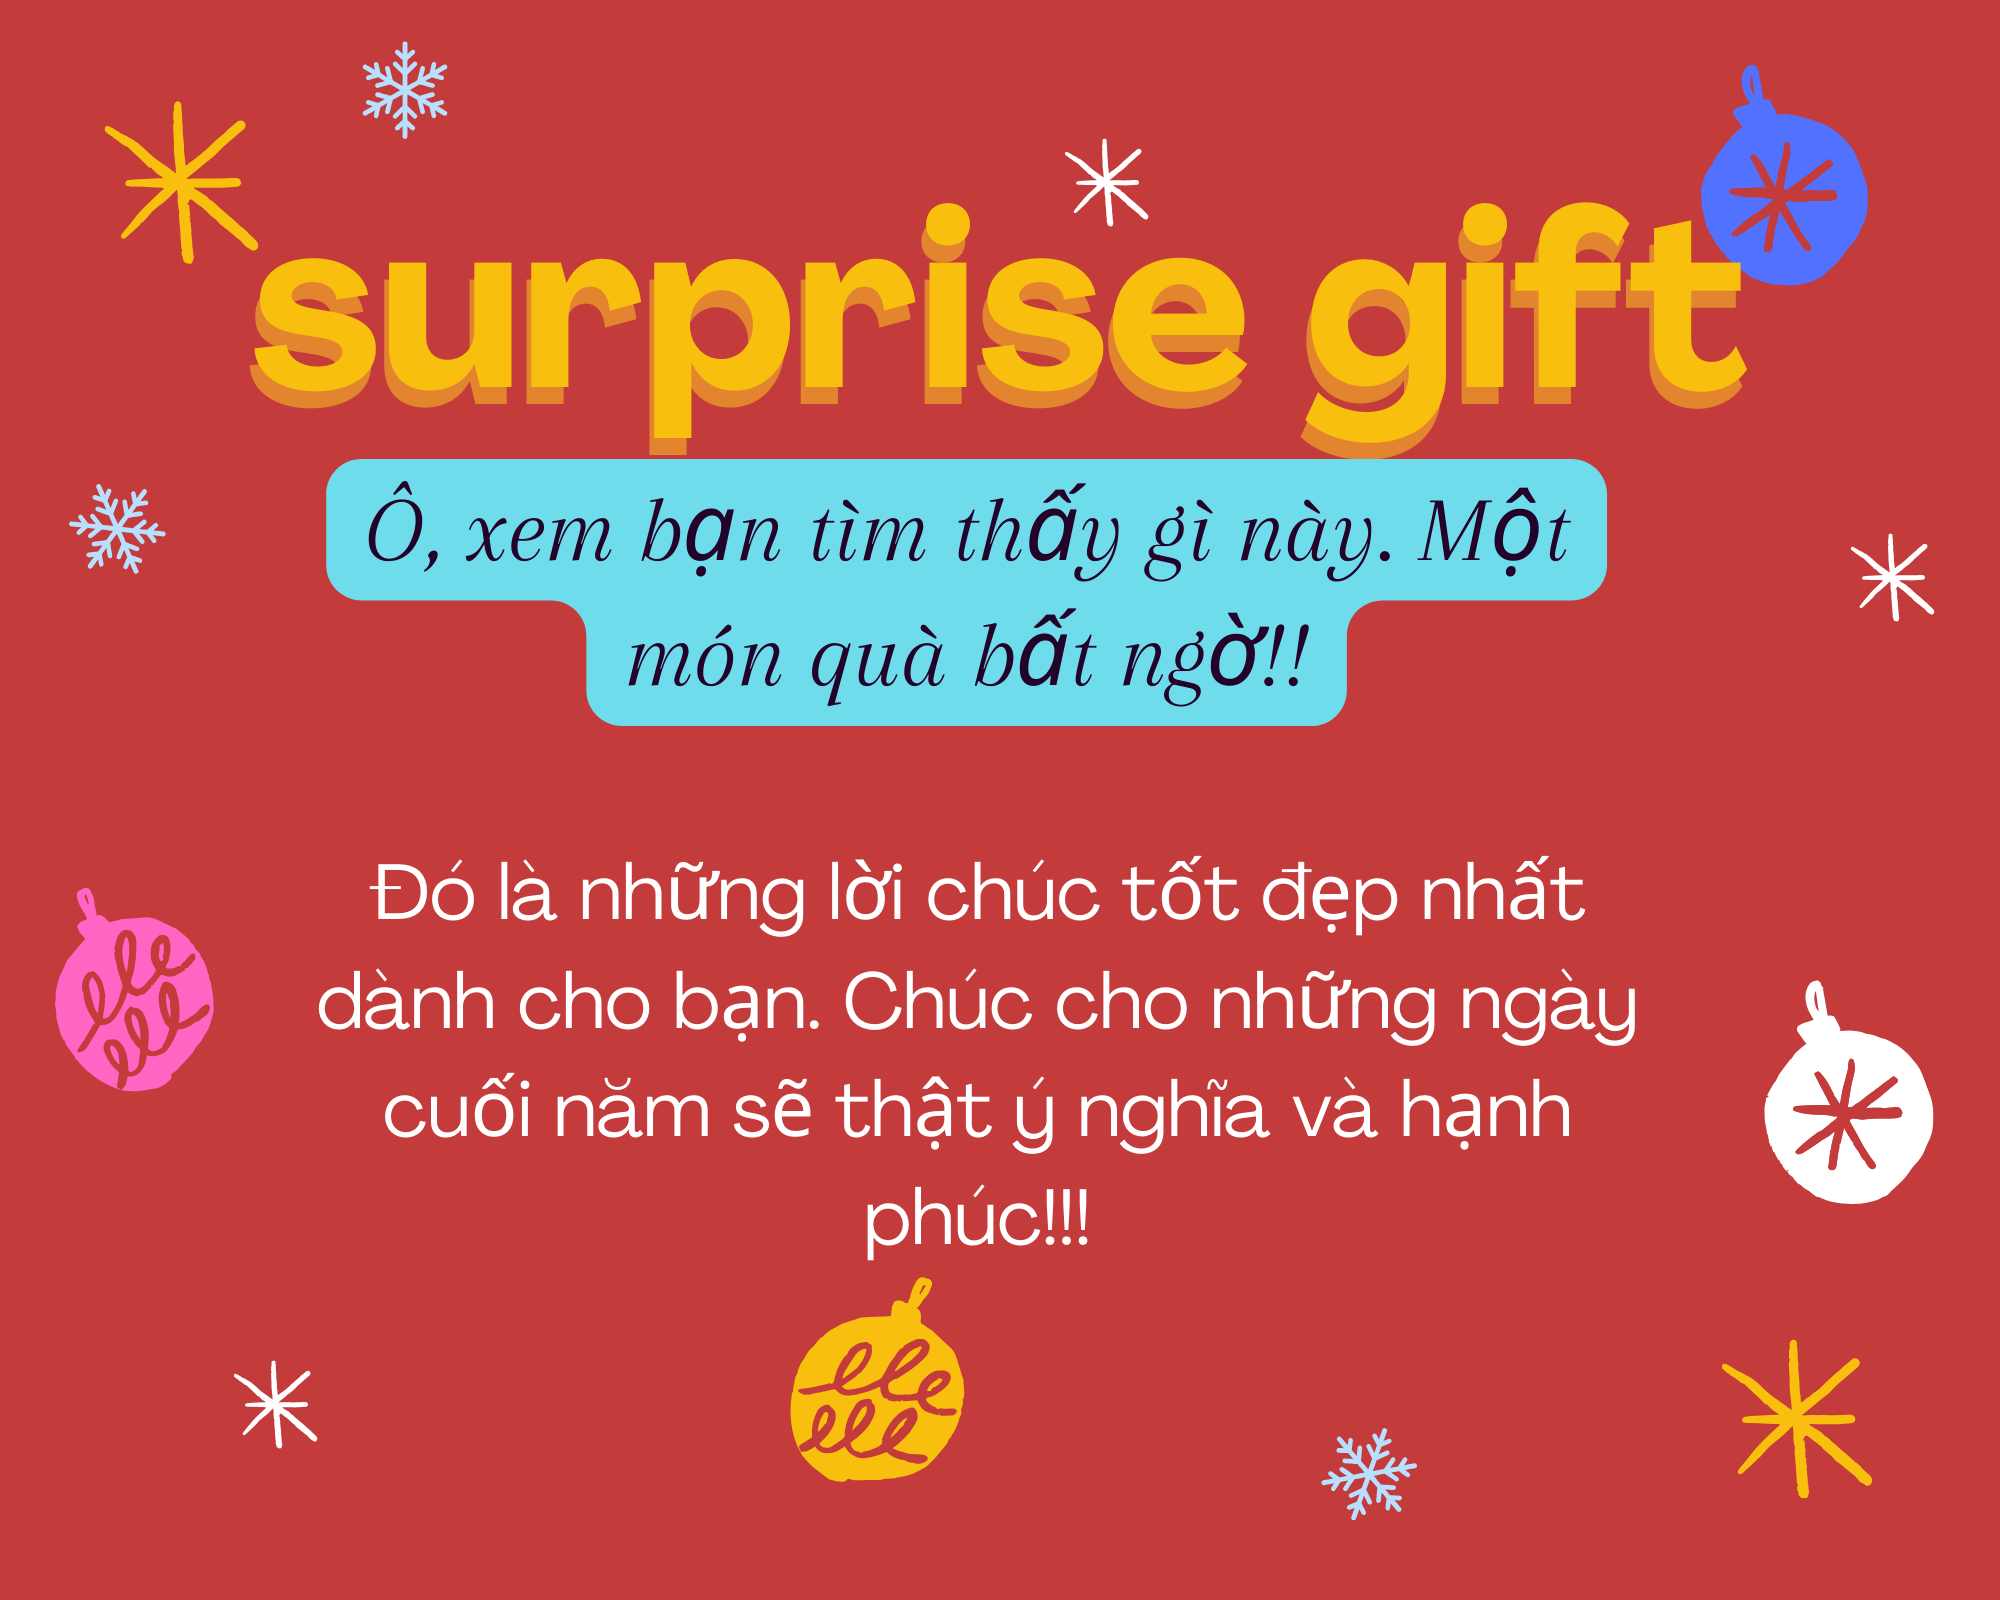 surprise gift
Ô, xem bạn tìm thấy gì này. Một
món quà bất ngờ!!
Đó là những lời chúc tốt đẹp nhất
dành cho bạn. Chúc cho những ngày
cuối năm sẽ thật ý nghĩa và hạnh
phúc!!!